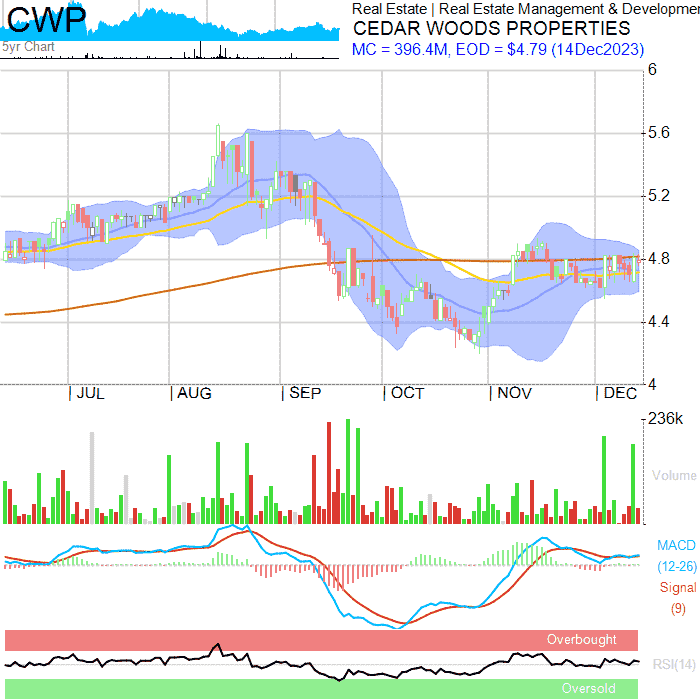 CWP
5yr Chart
Real Estate | Real Estate Management & Developmen
CEDAR WOODS PROPERTIES
MC = 396.4M, EOD = $4.79 (14Dec2023)
6
5.6
5.2
4.8
4.4
4
| JUL | AUG | SEP | OCT | NOV | DEC
236k
Volume
MACD
(12-26)
Signal
(9)
Overbought
RSI(14)
Oversold